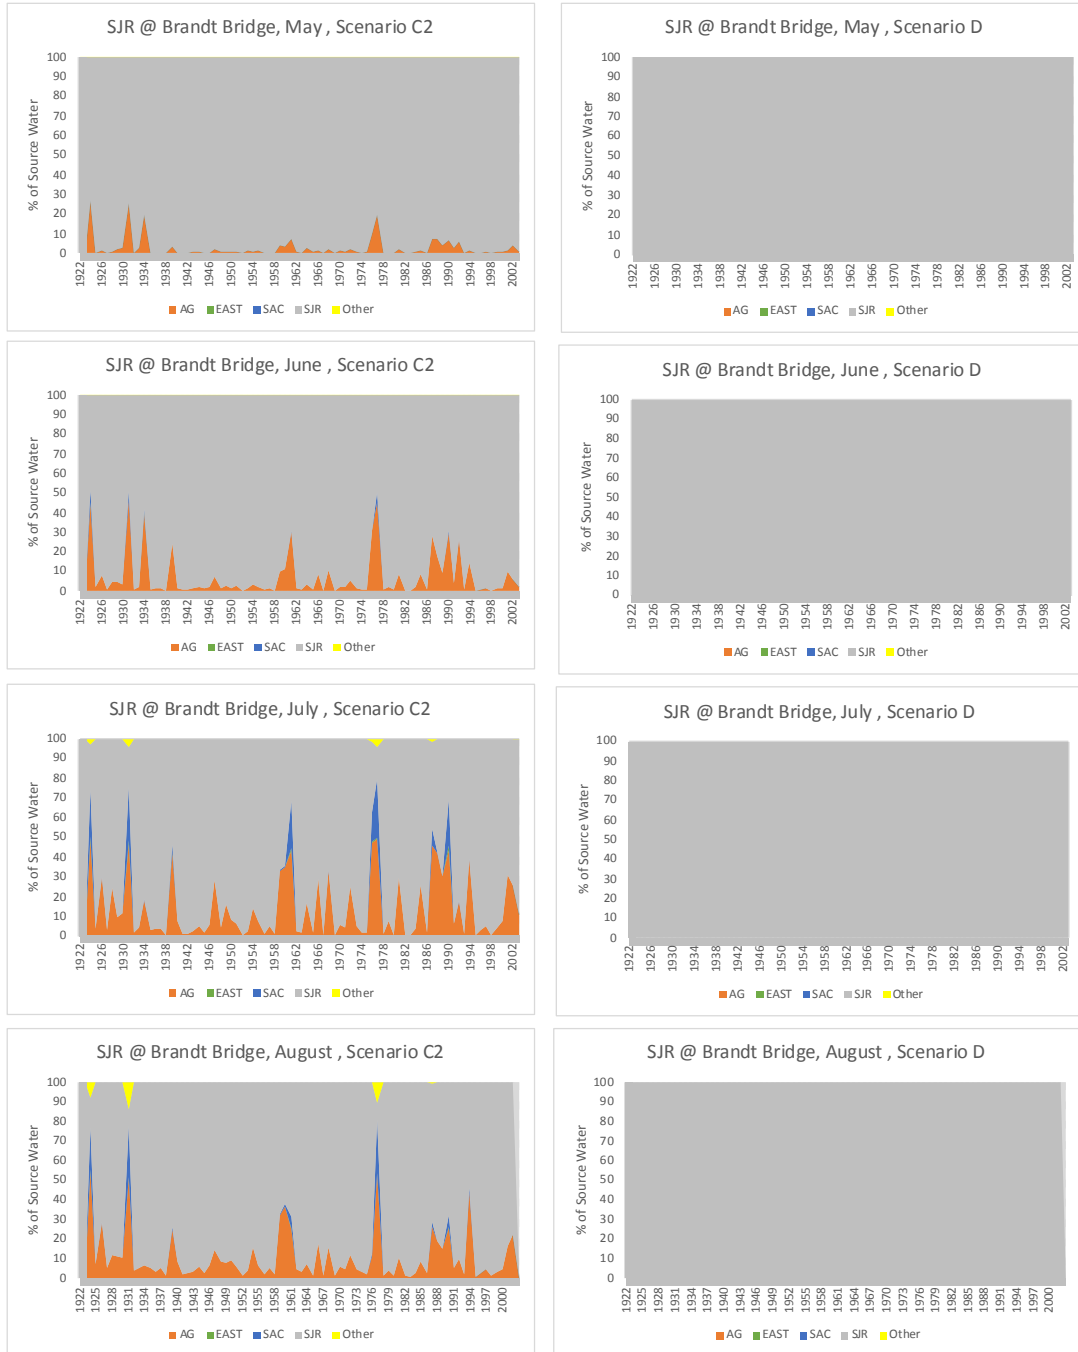 SJR @ Brandt Bridge, May , Scenario C2
% of Source Water
100
90
80
70
60
50
40
30
20
10
0
1922 1926 1930 1934 1938 1942 1946 1950 1954 1958 1962 1966 1970 1974 1978 1982 1986 1990 1994 1998 2002
AG EAST SAC SJR Other
SJR @ Brandt Bridge, May , Scenario D
% of Source Water
100
90
80
70
60
50
40
30
20
10
0
1922 1926 1930 1934 1938 1942 1946 1950 1954 1958 1962 1966 1970 1974 1978 1982 1986 1990 1994 1998 2002
AG EAST SAC SJR Other
SJR @ Brandt Bridge, June , Scenario C2
% of Source Water
100
90
80
70
60
50
40
30
20
10
0
1922 1926 1930 1934 1938 1942 1946 1950 1954 1958 1962 1966 1970 1974 1978 1982 1986 1990 1994 1998 2002
AG EAST SAC SJR Other
SJR @ Brandt Bridge, June , Scenario D
% of Source Water
100
90
80
70
60
50
40
30
20
10
0
1922 1926 1930 1934 1938 1942 1946 1950 1954 1958 1962 1966 1970 1974 1978 1982 1986 1990 1994 1998 2002
AG EAST SAC SJR Other
SJR @ Brandt Bridge, July , Scenario C2
% of Source Water
100
90
80
70
60
50
40
30
20
10
0
1922 1926 1930 1934 1938 1942 1946 1950 1954 1958 1962 1966 1970 1974 1978 1982 1986 1990 1994 1998 2002
AG EAST SAC SJR Other
SJR @ Brandt Bridge, July , Scenario D
% of Source Water
100
90
80
70
60
50
40
30
20
10
0
1922 1926 1930 1934 1938 1942 1946 1950 1954 1958 1962 1966 1970 1974 1978 1982 1986 1990 1994 1998 2002
AG EAST SAC SJR Other
SJR @ Brandt Bridge, August , Scenario C2
% of Source Water
100
90
80
70
60
50
40
30
20
10
0
1922 1925 1928 1931 1934 1937 1940 1943 1946 1949 1952 1955 1958 1961 1964 1967 1970 1973 1976 1979 1982 1985 1988 1991 1994 1997 2000
AG EAST SAC SJR Other
SJR @ Brandt Bridge, August , Scenario D
% of Source Water
100
90
80
70
60
50
40
30
20
10
0
1922 1925 1928 1931 1934 1937 1940 1943 1946 1949 1952 1955 1958 1961 1964 1967 1970 1973 1976 1979 1982 1985 1988 1991 1994 1997 2000
AG EAST SAC SJR Other